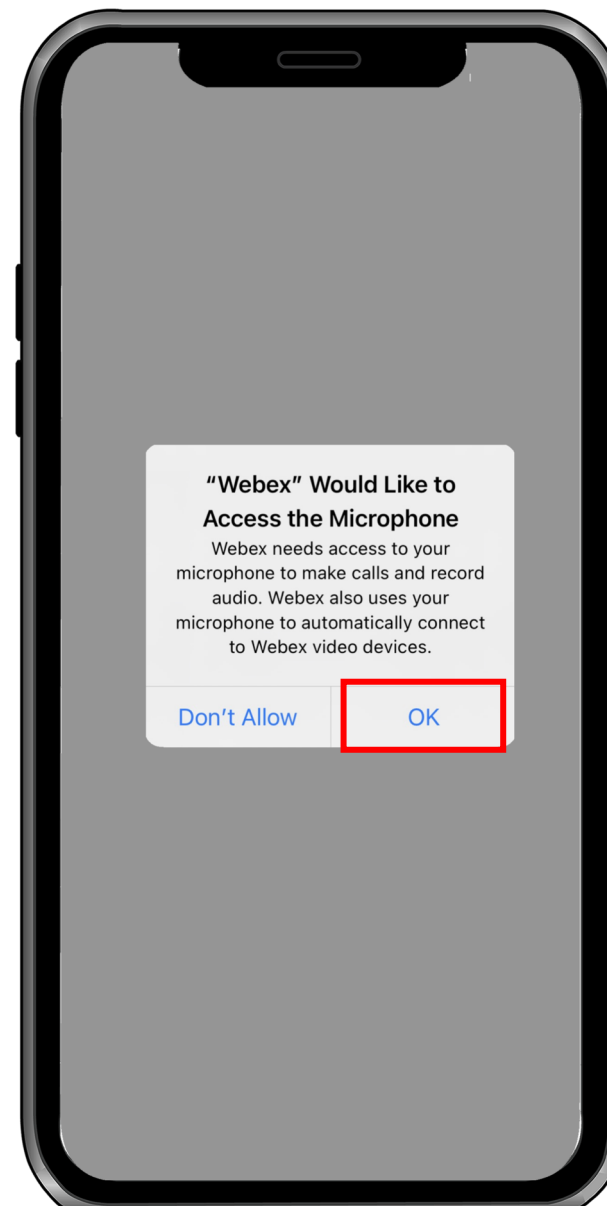 “Webex” Would Like to
Access the Microphone
Webex needs access to your
microphone to make calls and record
audio. Webex also uses your
microphone to automatically connect
to Webex video devices.
Don’t Allow
OK